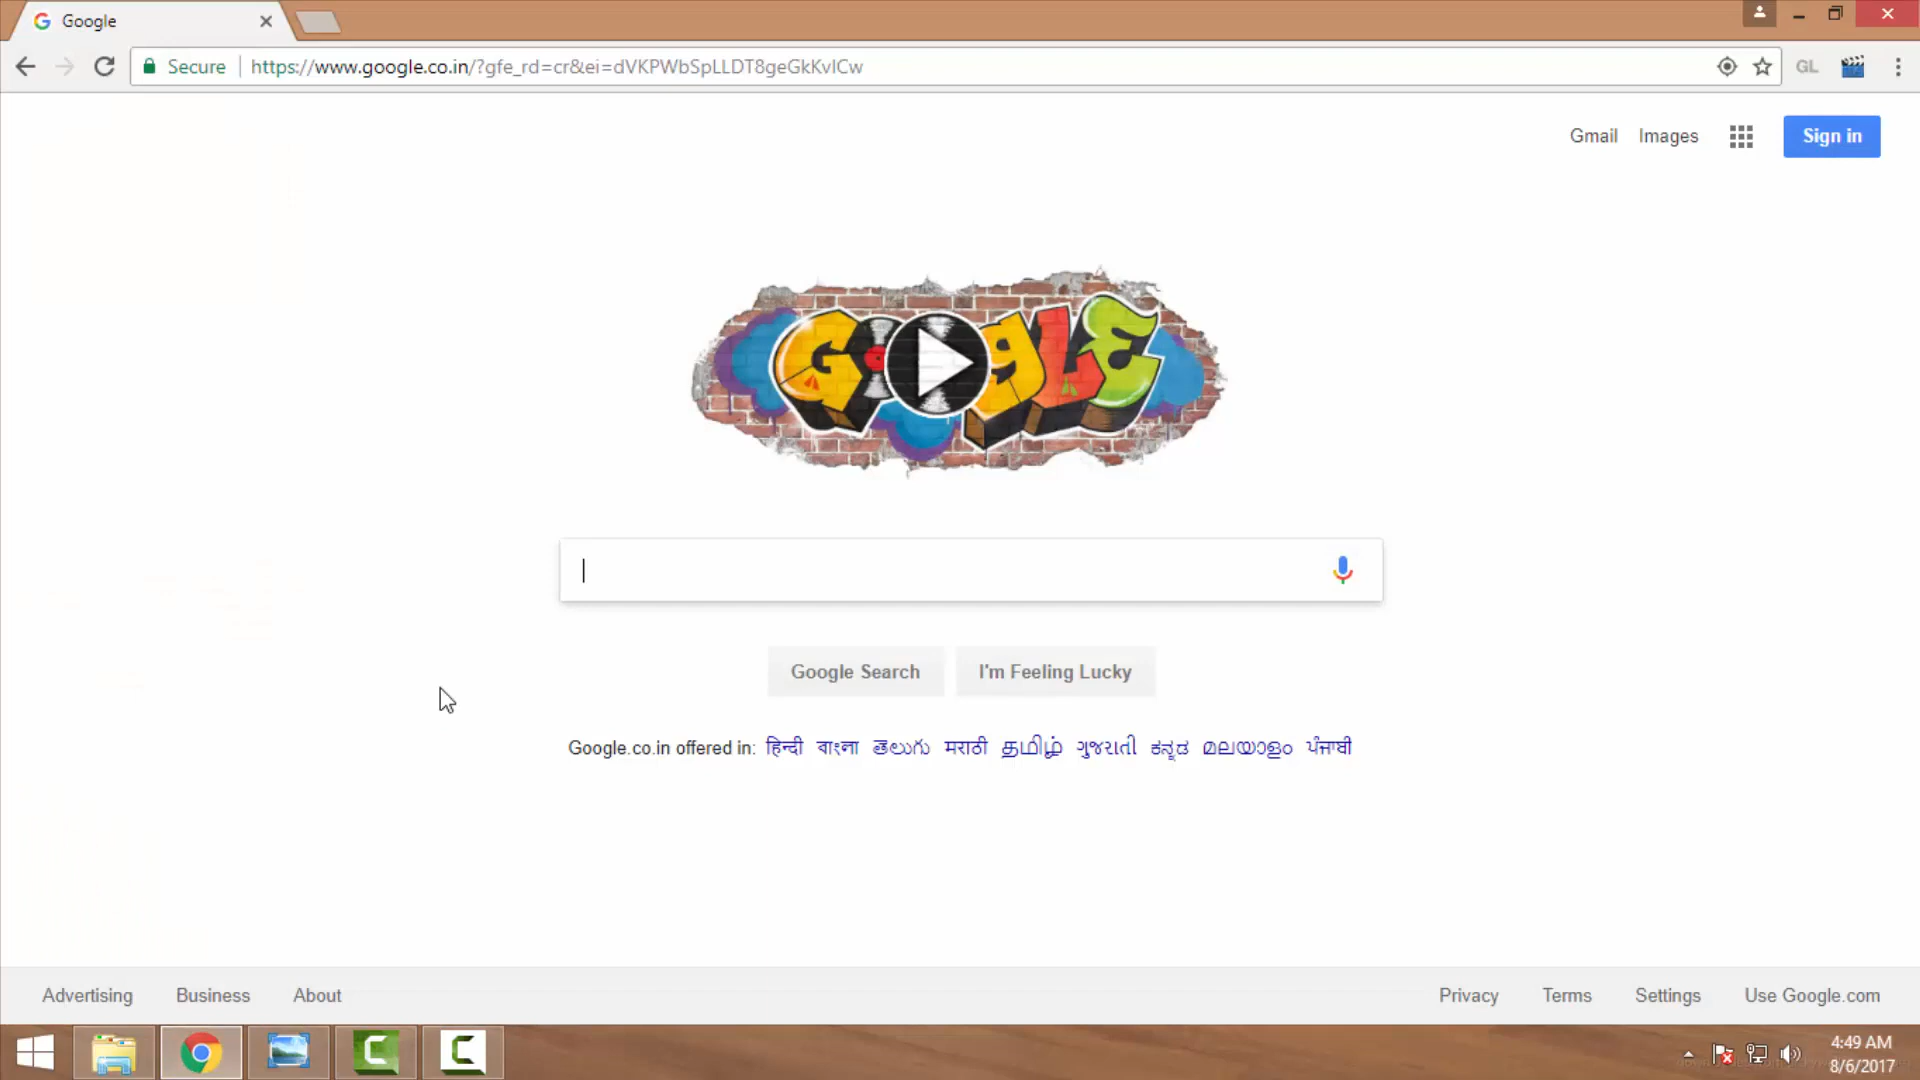 Google
Secure https://www.google.co.in/?gfe_rd=cr&ei=dVKPWbSpLLDT8geGkKvICw
GL
Gmail Images Sign in
GOOGLE
Google Search I'm Feeling Lucky
Google.co.in offered in: हिन्दी বাংলা తెలుగు मराठी தமிழ் ગુજરાતી ಕನ್ನಡ മലയാളം ਪੰਜਾਬੀ
Advertising Business About Privacy Terms Settings Use Google.com
4:49 AM
8/6/2017